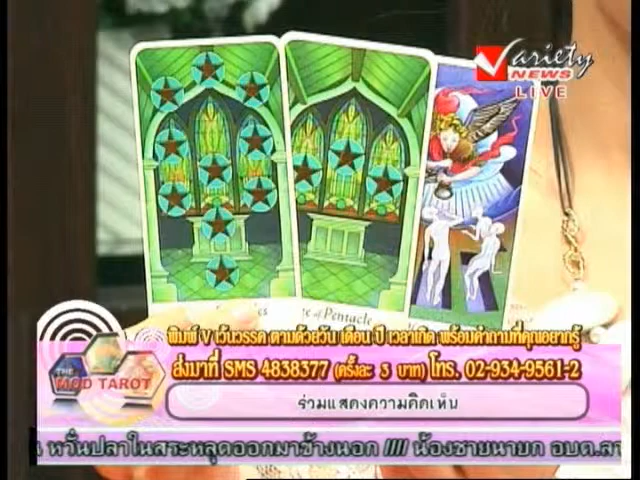 Variety
NEWS
LIVE
of Pentacle
พิมพ์ V เว้นวรรค ตามด้วยวัน เดือน ปี เวลาเกิด พร้อมคำถามที่คุณอยากรู้
ส่งมาที่ SMS 4838377 (ครั้งละ 3 บาท) โทร. 02-934-9561-2
THE
MOD TAROT
ร่วมแสดงความคิดเห็น
หวั่นปลาในสระหลุดออกมาข้างนอก //// น้องชายนายก อบต.